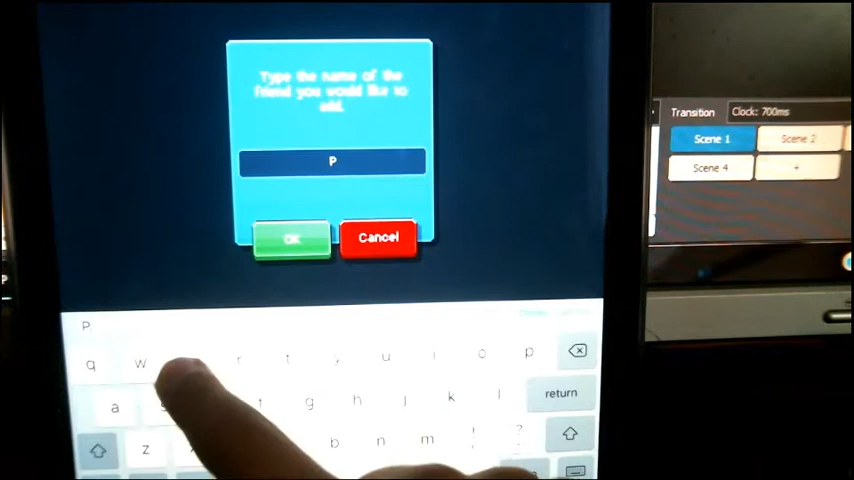 Type the name of the
friend you would like to
add.
P
OK
Cancel
Transition
Clock: 700ms
Scene 1
Scene 2
Scene 4
+
P
q w r t y u i o p
a s f g h j k l return
z b n m ! ?